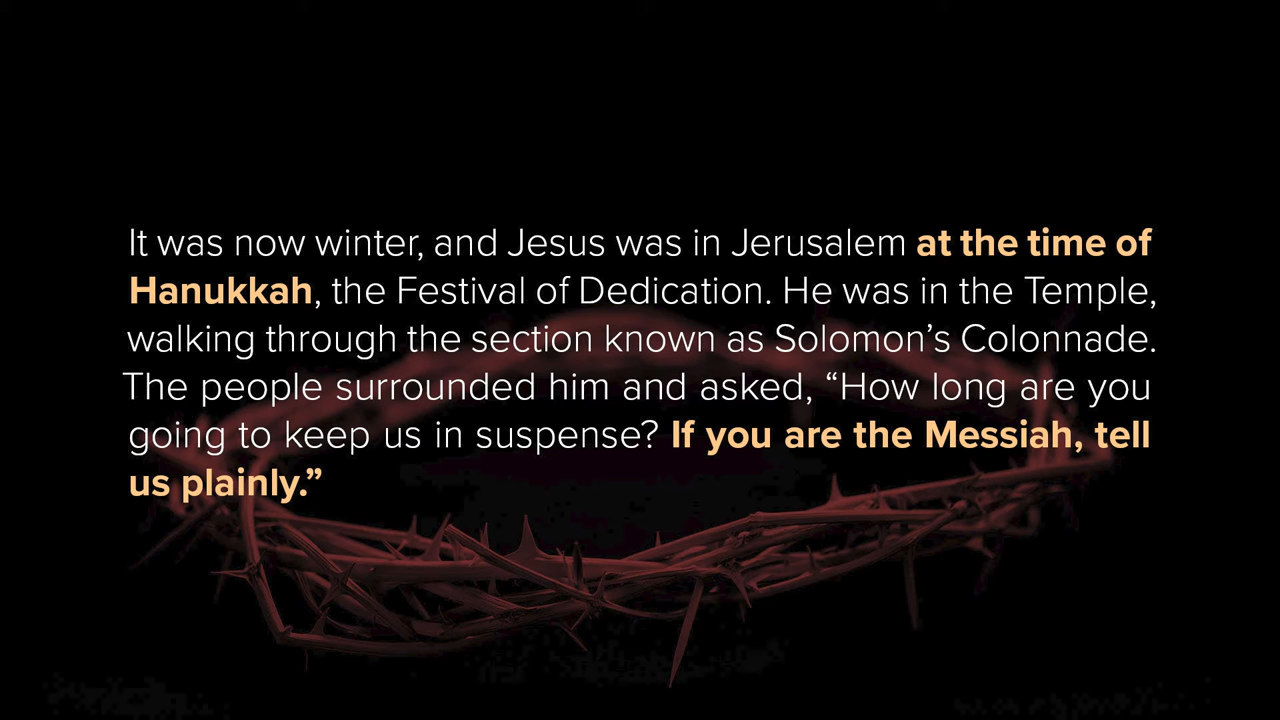 It was now winter, and Jesus was in Jerusalem at the time of
Hanukkah, the Festival of Dedication. He was in the Temple,
walking through the section known as Solomon’s Colonnade.
The people surrounded him and asked, “How long are you
going to keep us in suspense? If you are the Messiah, tell
us plainly.”